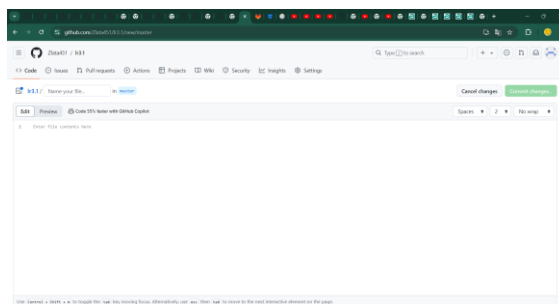 github.com/Zlata451/lr3.1/new/master
Zlata451 / lr3.1
Type / to search
Code
Issues
Pull requests
Actions
Projects
Wiki
Security
Insights
Settings
lr3.1 / Name your file... in master
Cancel changes
Commit changes...
Edit
Preview
Code 55% faster with GitHub Copilot
Spaces
2
No wrap
1 Enter file contents here
Use Control + Shift + m to toggle the tab key moving focus. Alternatively, use esc then tab to move to the next interactive element on the page.